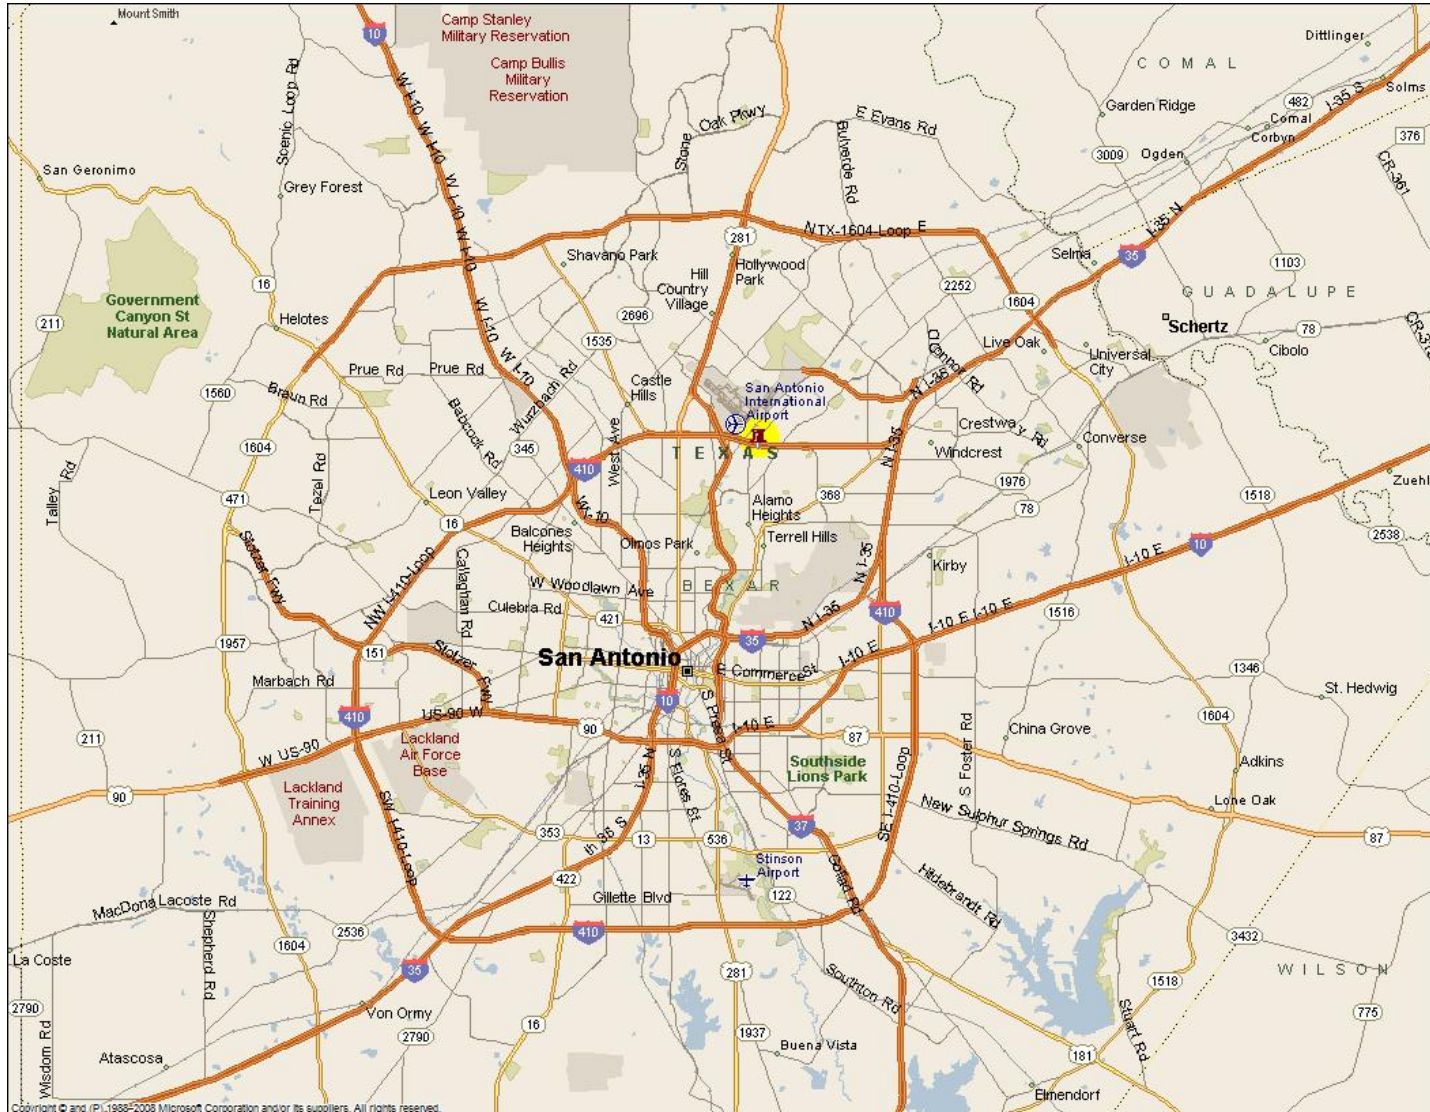 Mount Smith
10
Camp Stanley
Military Reservation
Camp Bullis
Military
Reservation
Dittlinger
COMAL
Scenic Loop Rd
W I-10 W I-10
Stone
Oak Pkwy
E Evans Rd
Bulverde Rd
Garden Ridge
482
I-35 S
Solms
Comal
Corbyn
376
3009
Ogden
CR-361
San Geronimo
Grey Forest
W I-10 W I-10
I-35 N
281
N TX-1604-Loop E
Shavano Park
Hollywood
Park
Selma
35
1103
16
Hill
Country
Village
2252
1604
GUADALUPE
Government
Canyon St
Natural Area
211
Helotes
W I-10
2696
1535
O'Connor Rd
Live Oak
Schertz
78
Cibolo
Universal
City
Prue Rd
Prue Rd
W I-10
Wurzbach Rd
Castle
Hills
San Antonio
International
Airport
N I-35
1560
Braun Rd
Babcock Rd
West Ave
Crestway Rd
Converse
1604
345
TEXAS
N I-35
Windcrest
410
Talley Rd
Tezel Rd
471
Leon Valley
W I-10
Alamo
Heights
368
1976
78
1518
Zuehl
16
Balcones
Heights
Olmos Park
Terrell Hills
2538
Stotzer Fwy
NW I-410-Loop
Callaghan Rd
N I-35
Kirby
I-10 E
10
W Woodlawn Ave
BEXAR
Culebra Rd
421
N I-35
410
I-10 E I-10 E
1516
1957
151
Stotzer
Fwy
35
San Antonio
E Commerce St
I-10 E
1346
Marbach Rd
10
St. Hedwig
410
US-90 W
90
S Presa St
I-10 E
87
1604
211
W US-90
Lackland
Air Force
Base
N I-35
S Flores St
Southside
Lions Park
SE I-410-Loop
S Foster Rd
China Grove
Adkins
90
Lackland
Training
Annex
SW I-410-Loop
New Sulphur Springs Rd
Lone Oak
87
353
th 35 S
13
536
37
Stinson
Airport
Goliad Rd
422
Gillette Blvd
122
Hildebrandt Rd
MacDona Lacoste Rd
Shepherd Rd
2536
1604
410
3432
La Coste
35
281
Southton Rd
1518
WILSON
2790
Von Ormy
16
2790
1937
Buena Vista
Stuart Rd
775
Wisdom Rd
Atascosa
181
Elmendorf
Copyright © and (P) 1988–2008 Microsoft Corporation and/or its suppliers. All rights reserved.